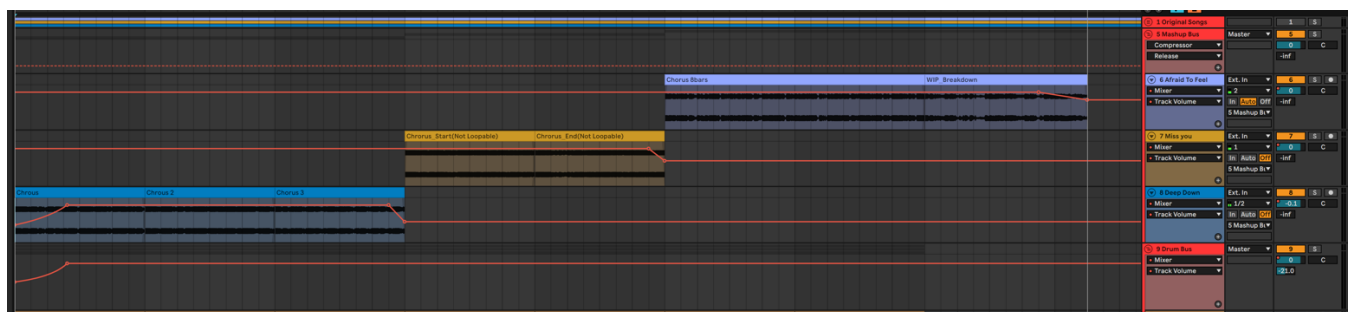 1 Original Songs 1 S
5 Mashup Bus Master 5 S
Compressor 0 C
Release -inf
Chorus 8bars WIP_Breakdown 6 Afraid To Feel Ext. In 6 S
Mixer 2 0 C
Track Volume In Auto Off -inf
5 Mashup Bu
Chrorus_Start(Not Loopable) Chrorus_End(Not Loopable) 7 Miss you Ext. In 7 S
Mixer 1 0 C
Track Volume In Auto Off -inf
5 Mashup Bu
Chrous Chorus 2 Chorus 3 8 Deep Down Ext. In 8 S
Mixer 1/2 -0.1 C
Track Volume In Auto Off -inf
5 Mashup Bu
9 Drum Bus Master 9 S
Mixer 0 C
Track Volume -21.0